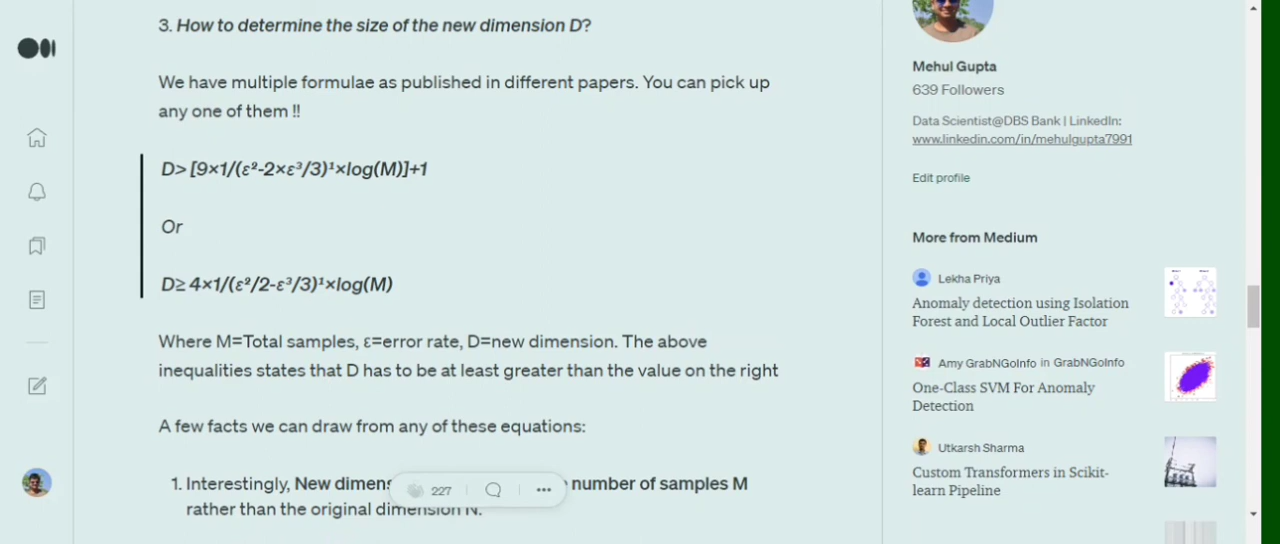 3. How to determine the size of the new dimension D?
We have multiple formulae as published in different papers. You can pick up
any one of them !!
D> [9×1/(ε²-2×ε³/3)¹×log(M)]+1
Or
D≥ 4×1/(ε²/2-ε³/3)¹×log(M)
Where M=Total samples, ε=error rate, D=new dimension. The above
inequalities states that D has to be at least greater than the value on the right
A few facts we can draw from any of these equations:
1. Interestingly, New dimens number of samples M
rather than the original dimension N.
227
Mehul Gupta
639 Followers
Data Scientist@DBS Bank | LinkedIn:
www.linkedin.com/in/mehulgupta7991
Edit profile
More from Medium
Lekha Priya
Anomaly detection using Isolation
Forest and Local Outlier Factor
Amy GrabNGoInfo in GrabNGoInfo
One-Class SVM For Anomaly
Detection
Utkarsh Sharma
Custom Transformers in Scikit-
learn Pipeline